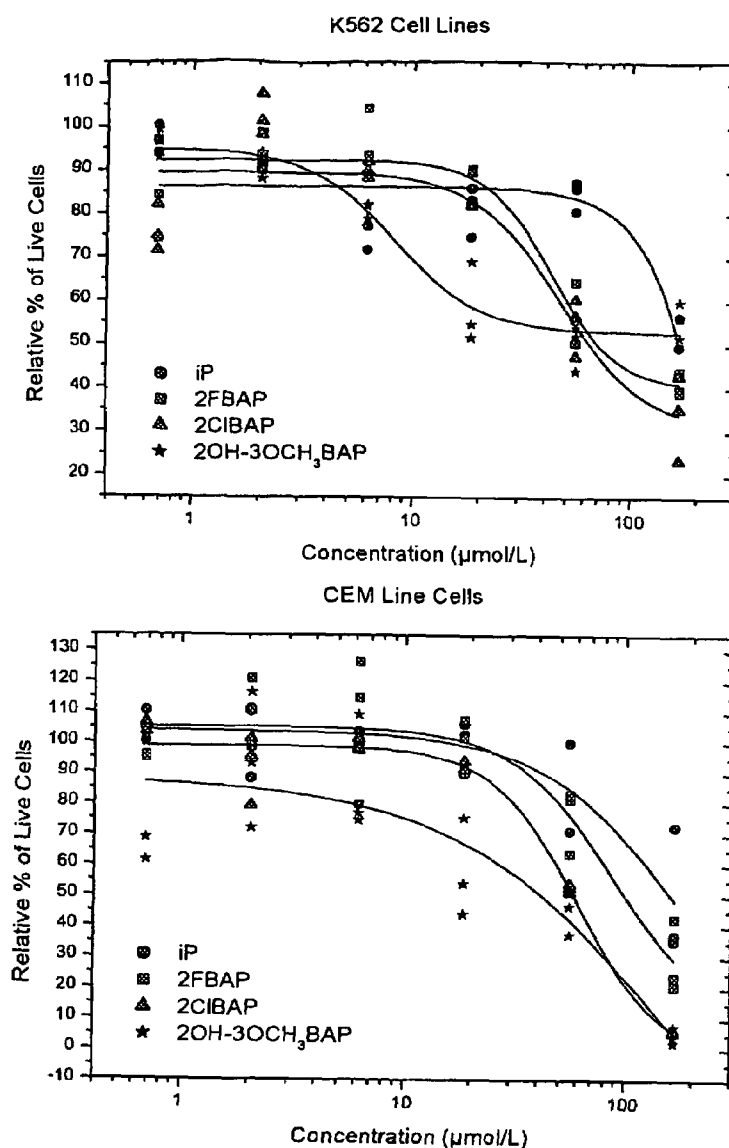 K562 Cell Lines
110
100
90
80
70
60
50
40
30
20
Relative % of Live Cells
iP
2FBAP
2ClBAP
2OH-3OCH₃BAP
1
10
100
Concentration (µmol/L)
CEM Line Cells
130
120
110
100
90
80
70
60
50
40
30
20
10
0
-10
Relative % of Live Cells
iP
2FBAP
2ClBAP
2OH-3OCH₃BAP
1
10
100
Concentration (µmol/L)